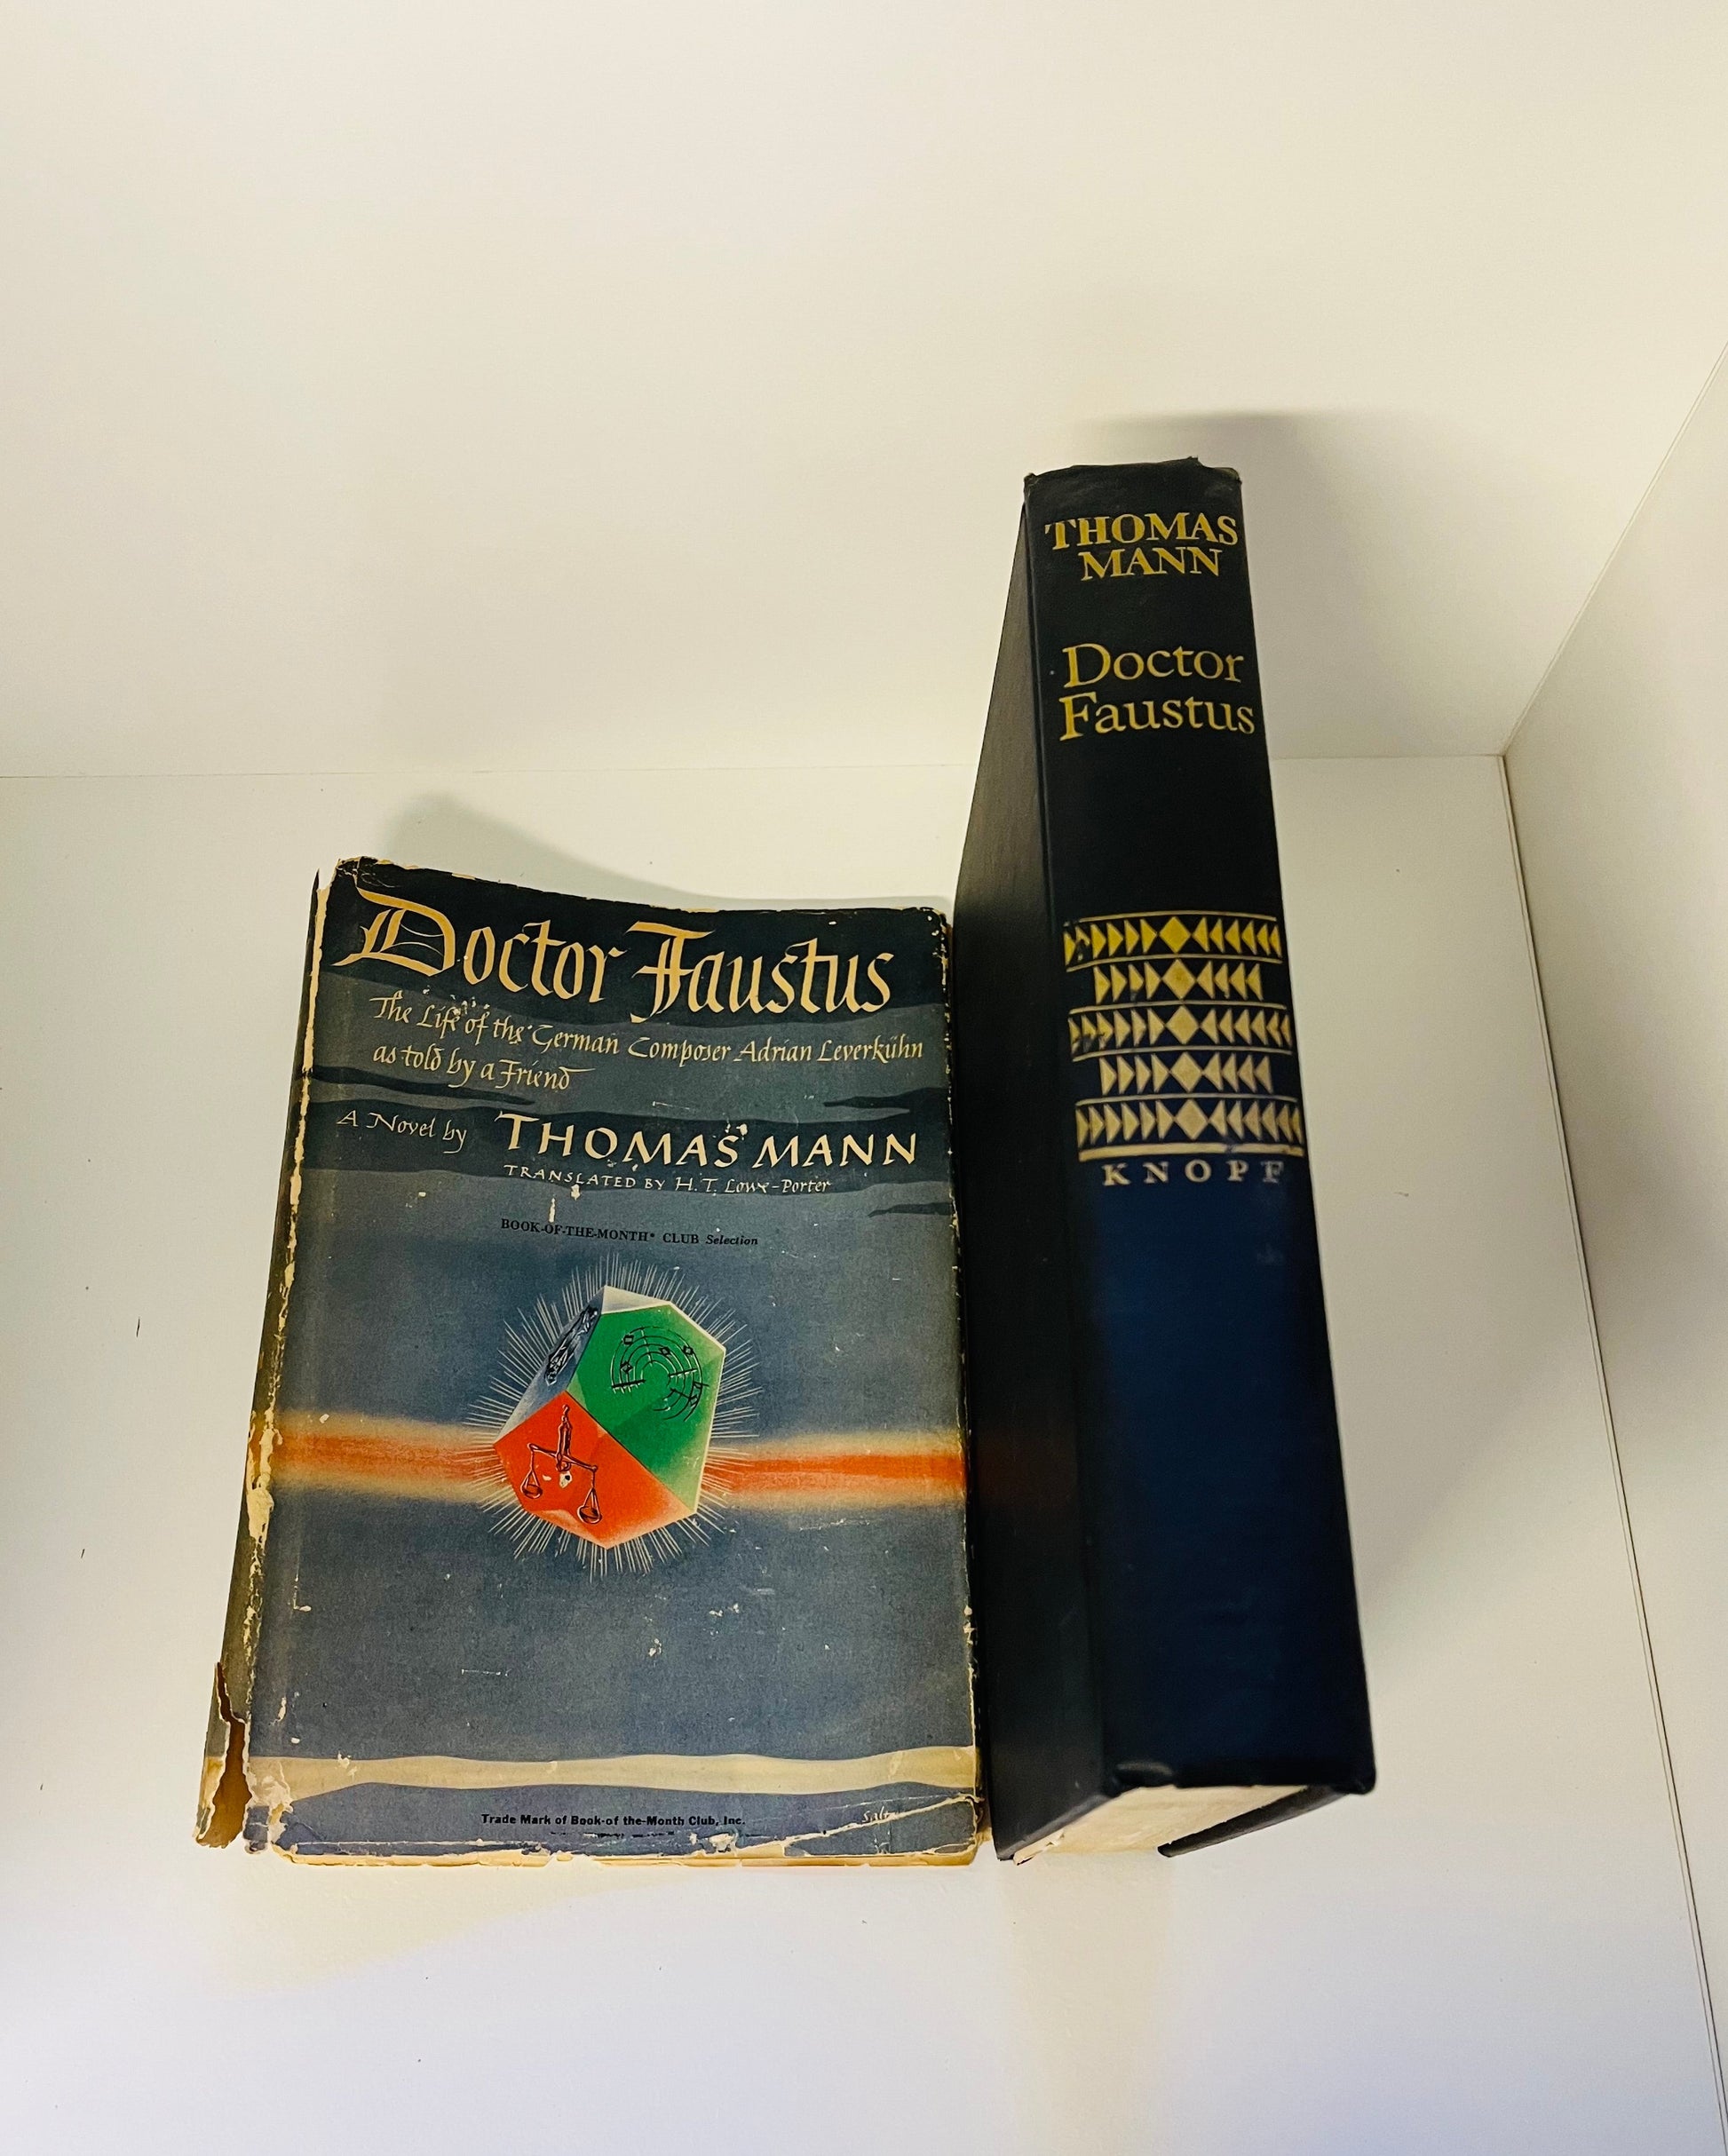 Doctor Faustus
The Life of the German Composer Adrian Leverkühn
as told by a Friend
A Novel by THOMAS MANN
TRANSLATED BY H. T. Lowe-Porter
BOOK-OF-THE-MONTH* CLUB Selection
Trade Mark of Book-of the-Month Club, Inc.
THOMAS
MANN
Doctor
Faustus
KNOPF